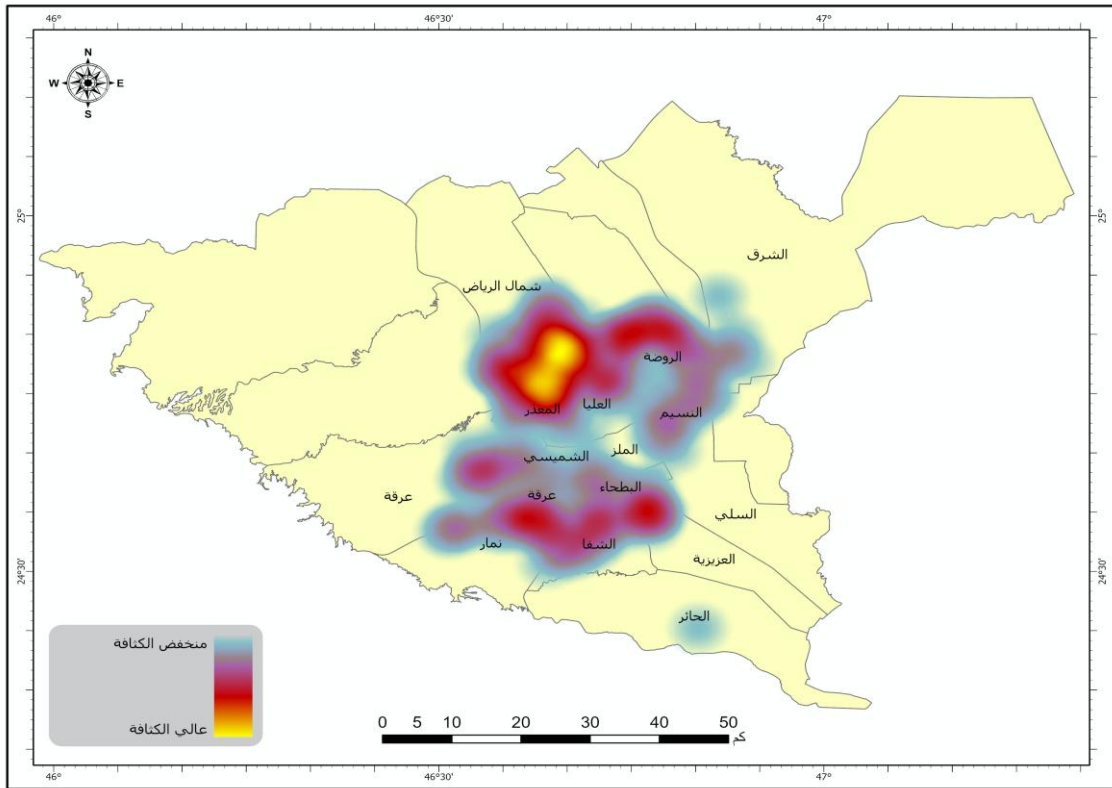 46° 46°30' 47°
N
W E
S
25° 25°
الشرق
شمال الرياض
الروضة
العليا
المعذر
النسيم
الملز
الشميسي
البطحاء
عرقة
عرقة
السلي
نمار
الشفا
العزيزية
24°30' 24°30'
الحائر
منخفض الكثافة
عالي الكثافة
0 5 10 20 30 40 50
كم
46° 46°30' 47°